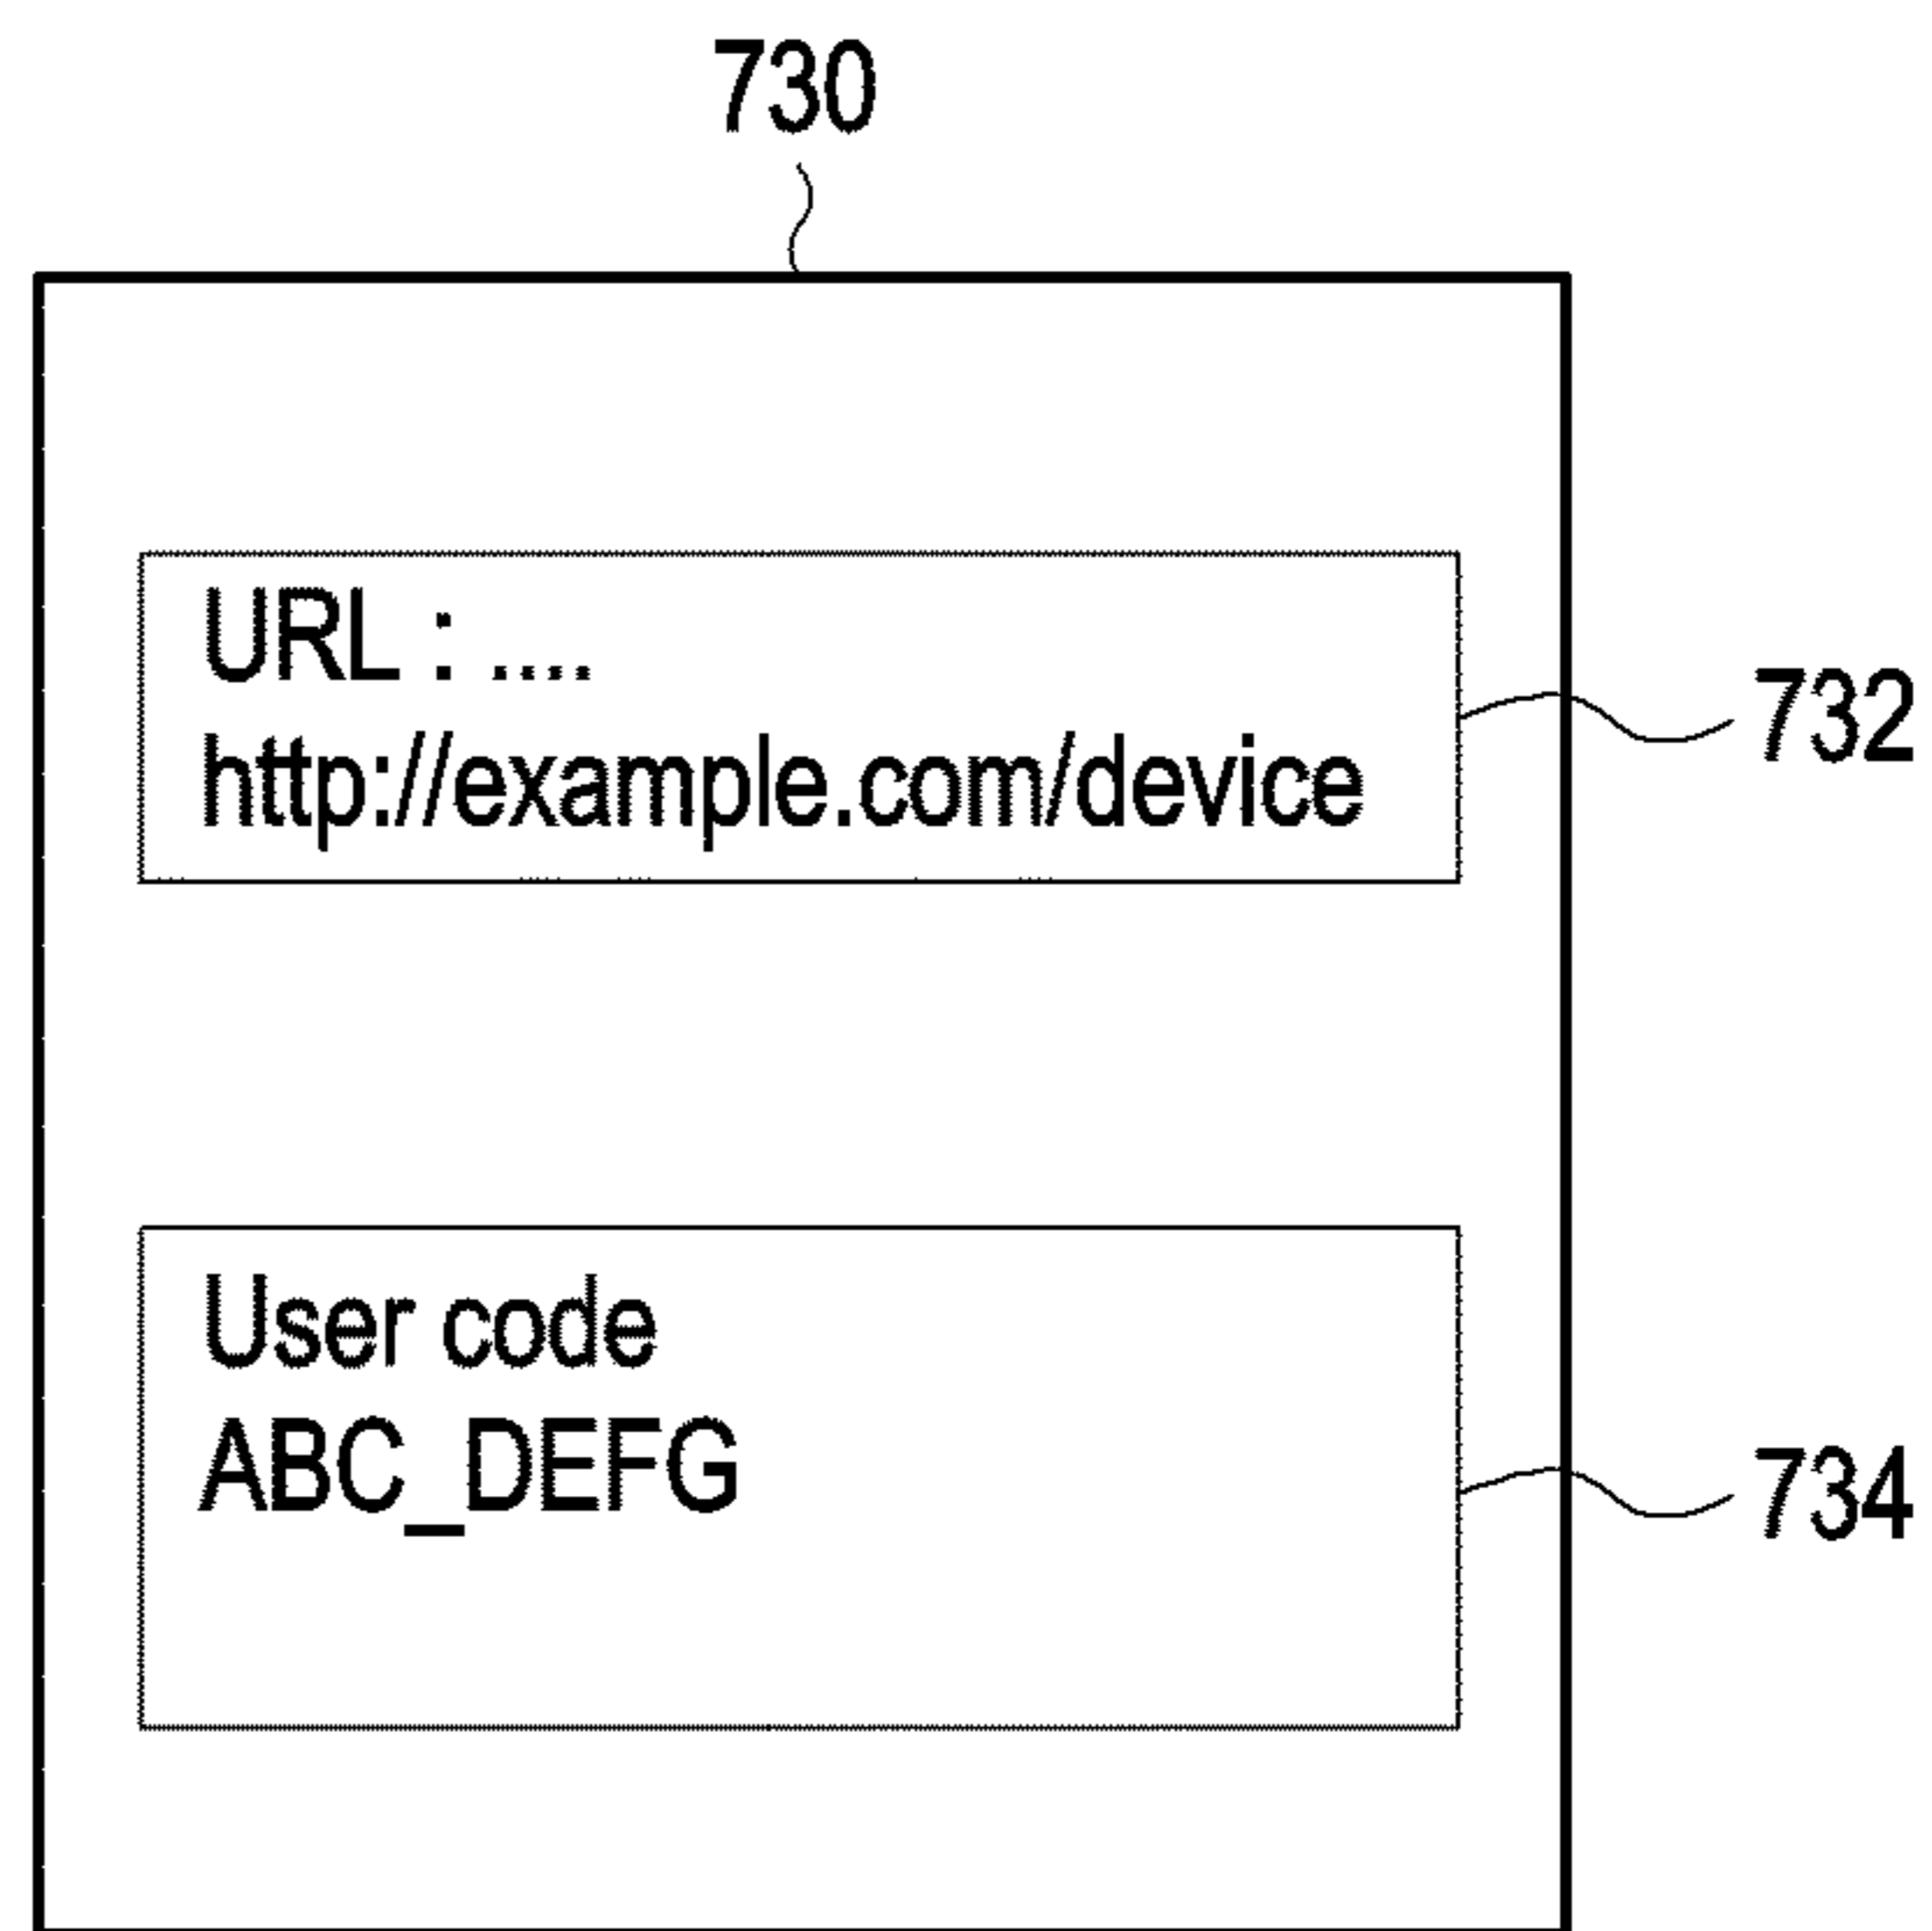 730
URL : ....
http://example.com/device
732
User code
ABC_DEFG
734